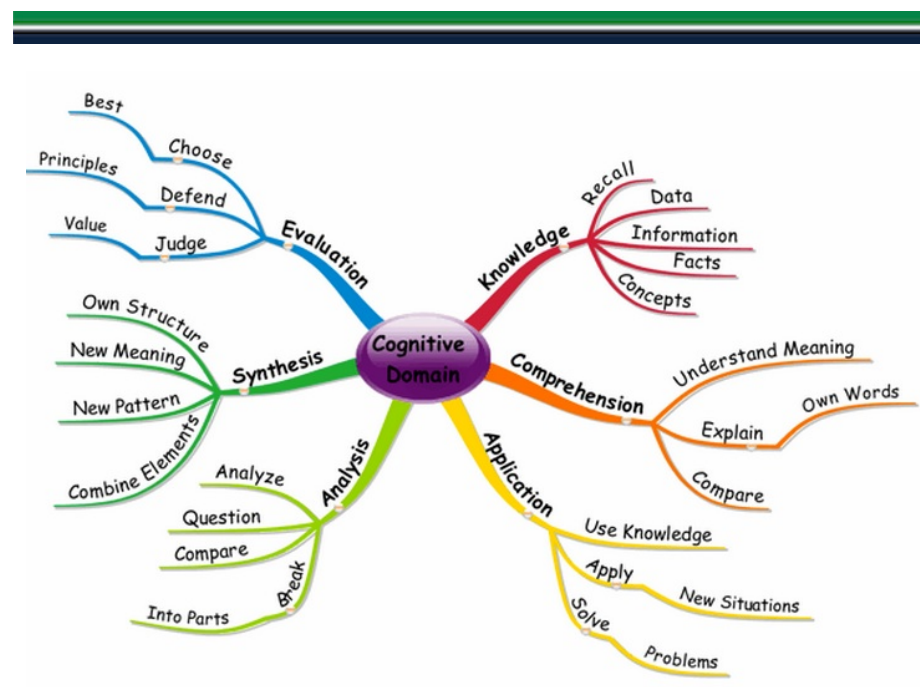 Cognitive
Domain
Knowledge
Recall
Data
Information
Facts
Concepts
Comprehension
Understand Meaning
Explain
Own Words
Compare
Application
Use Knowledge
Apply
New Situations
Solve
Problems
Analysis
Analyze
Question
Compare
Break
Into Parts
Synthesis
Own Structure
New Meaning
New Pattern
Combine Elements
Evaluation
Choose
Best
Defend
Principles
Judge
Value